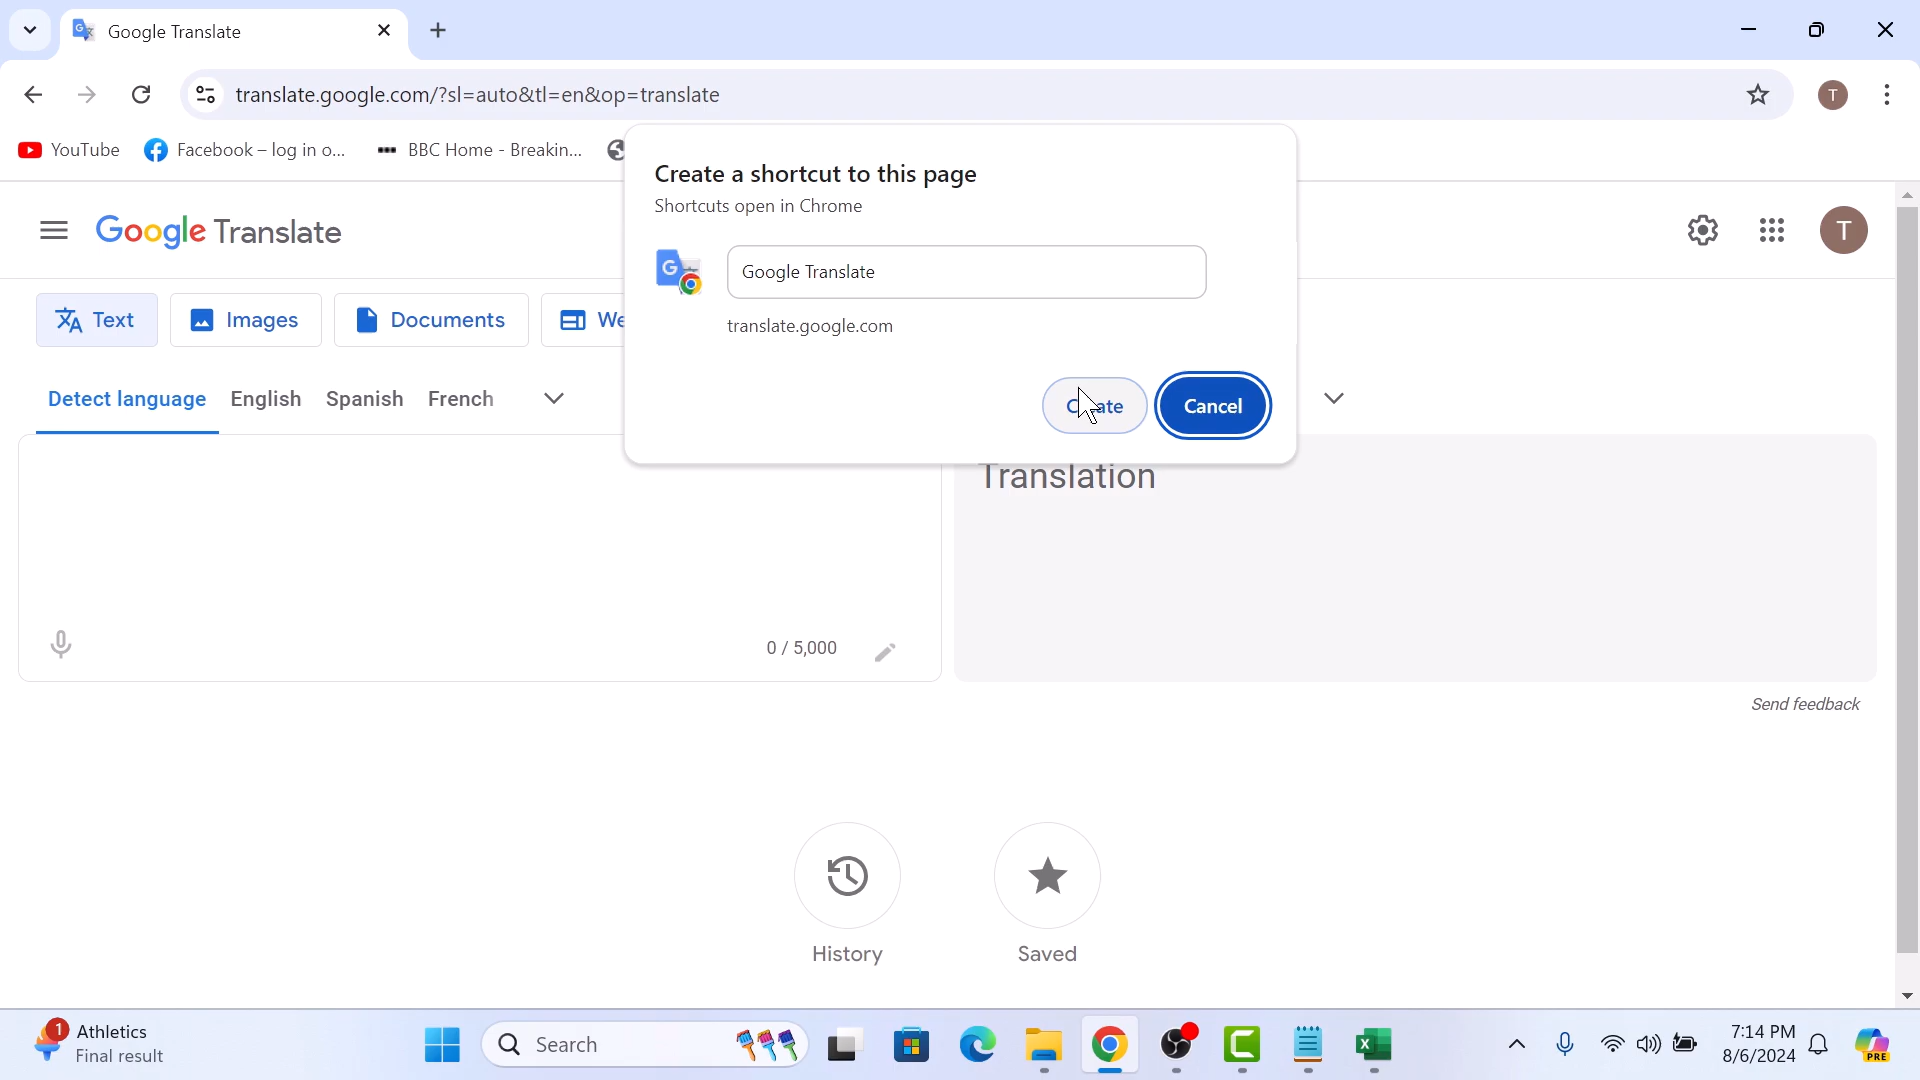 Google Translate
translate.google.com/?sl=auto&tl=en&op=translate
T
YouTube
Facebook – log in o...
BBC Home - Breakin...
Create a shortcut to this page
Shortcuts open in Chrome
Google Translate
translate.google.com
Cancel
Google Translate
T
Text
Images
Documents
Detect language
English
Spanish
French
Translation
0 / 5,000
Send feedback
History
Saved
1
Athletics
Final result
Search
PRE
7:14 PM
8/6/2024